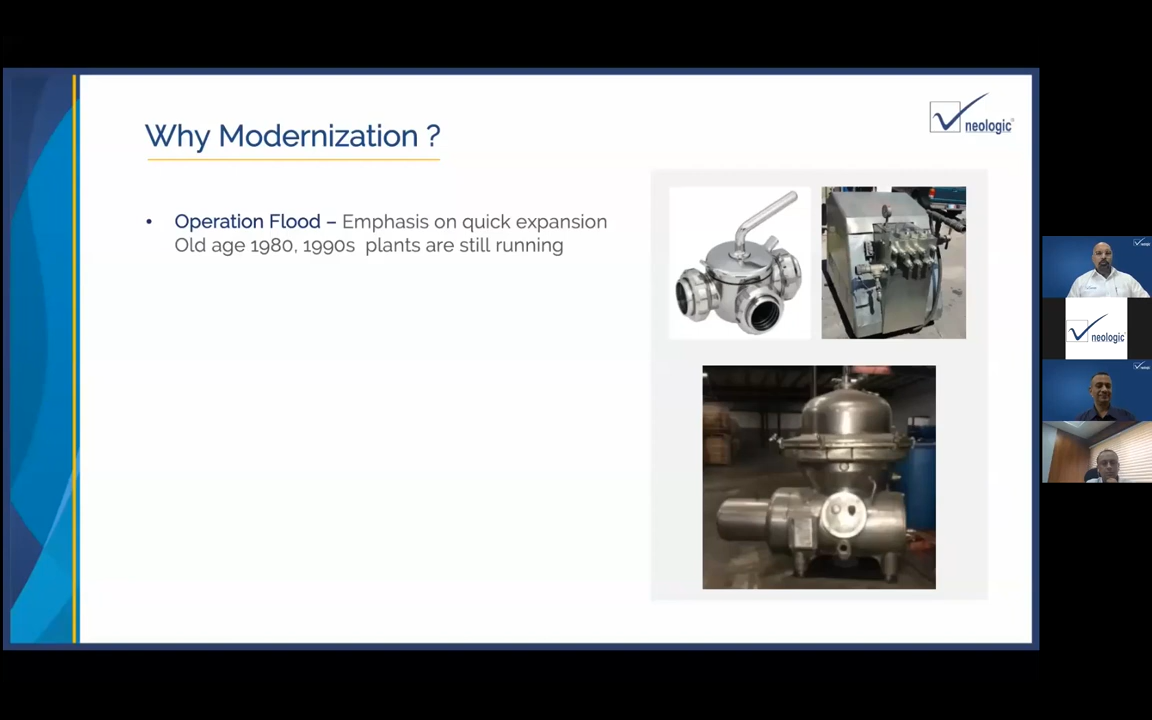 Why Modernization ?
neologic
• Operation Flood – Emphasis on quick expansion
Old age 1980, 1990s plants are still running
neologic